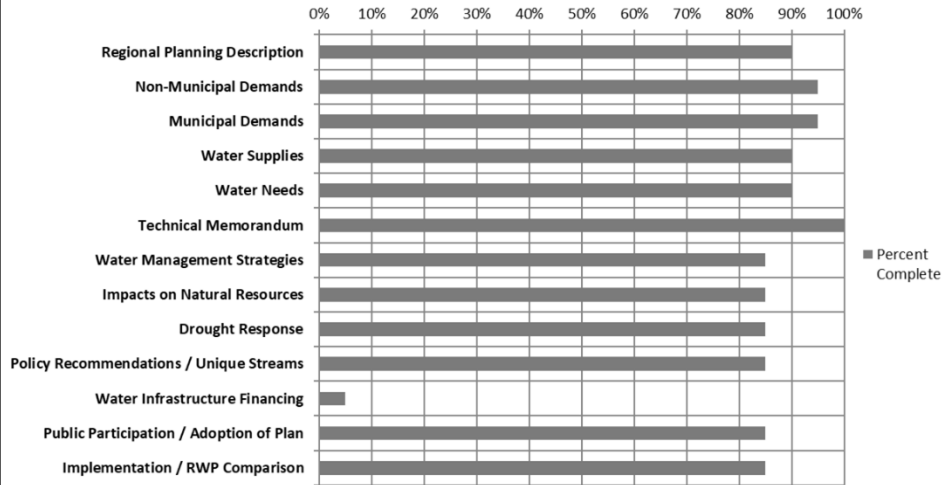 0% 10% 20% 30% 40% 50% 60% 70% 80% 90% 100%
Regional Planning Description
Non-Municipal Demands
Municipal Demands
Water Supplies
Water Needs
Technical Memorandum
Water Management Strategies
Impacts on Natural Resources
Drought Response
Policy Recommendations / Unique Streams
Water Infrastructure Financing
Public Participation / Adoption of Plan
Implementation / RWP Comparison
Percent
Complete